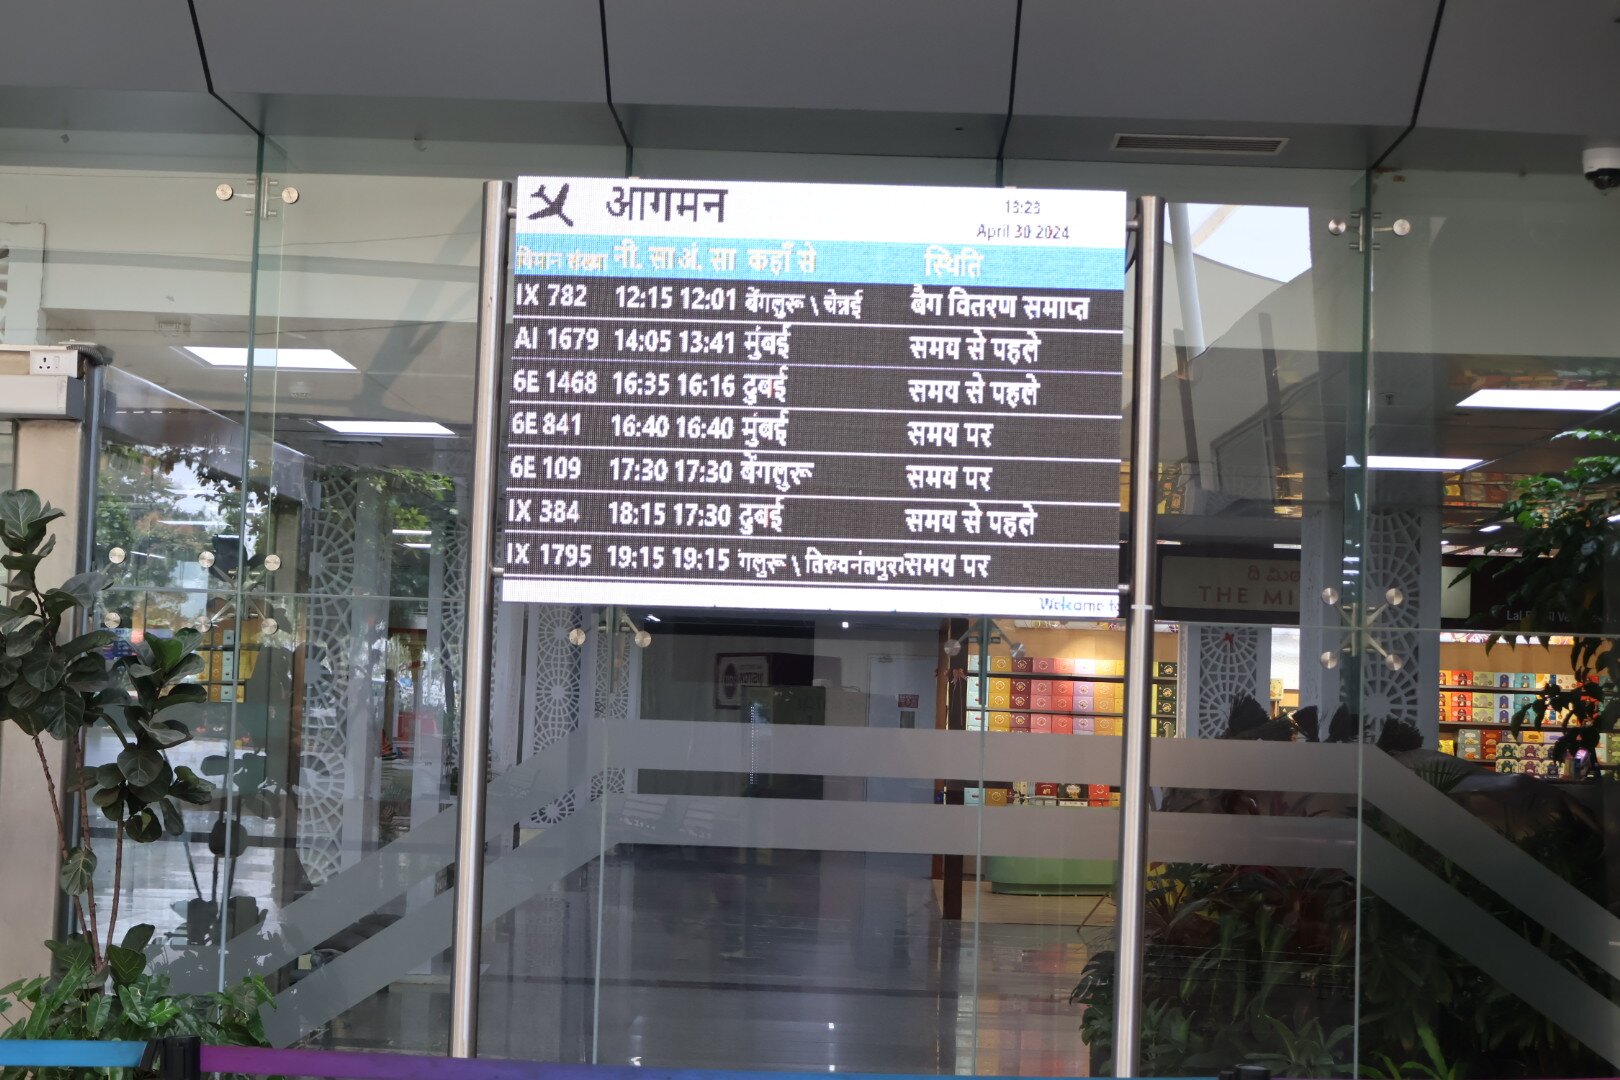 आगमन
13:23
April 30 2024
विमान संख्या नी. सा अं. सा कहाँ से स्थिति
IX 782 12:15 12:01 बेंगलुरू \ चेन्नई बैग वितरण समाप्त
AI 1679 14:05 13:41 मुंबई समय से पहले
6E 1468 16:35 16:16 दुबई समय से पहले
6E 841 16:40 16:40 मुंबई समय पर
6E 109 17:30 17:30 बेंगलुरू समय पर
IX 384 18:15 17:30 दुबई समय से पहले
IX 1795 19:15 19:15 गलुरू \ तिरुवनंतपुर समय पर
Welcome to
THE MI